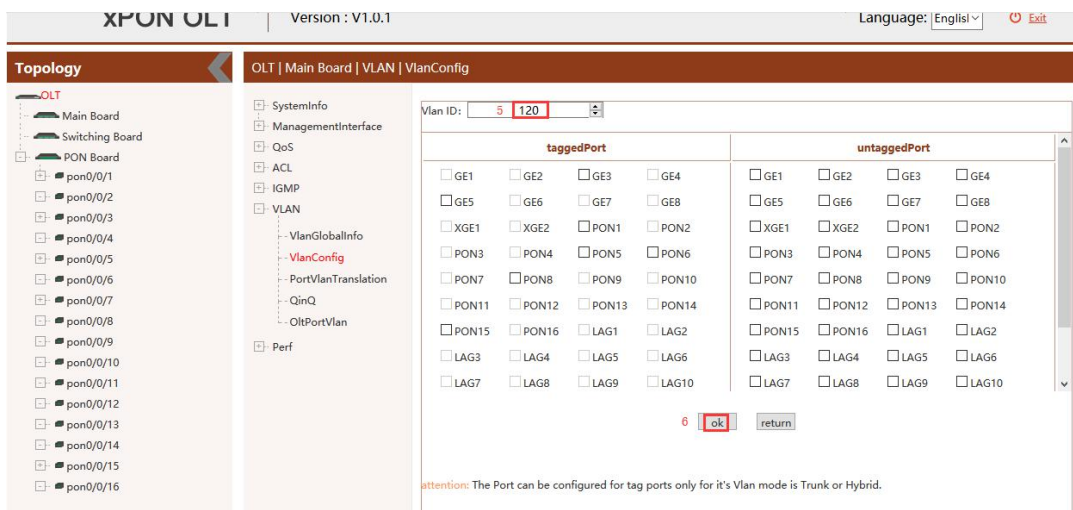 xPON OLT Version : V1.0.1 Language: Englisl Exit
Topology
OLT
Main Board
Switching Board
PON Board
pon0/0/1
pon0/0/2
pon0/0/3
pon0/0/4
pon0/0/5
pon0/0/6
pon0/0/7
pon0/0/8
pon0/0/9
pon0/0/10
pon0/0/11
pon0/0/12
pon0/0/13
pon0/0/14
pon0/0/15
pon0/0/16
OLT | Main Board | VLAN | VlanConfig
SystemInfo
ManagementInterface
QoS
ACL
IGMP
VLAN
VlanGlobalInfo
VlanConfig
PortVlanTranslation
QinQ
OltPortVlan
Perf
Vlan ID: 5 120
taggedPort untaggedPort
GE1 GE2 GE3 GE4 GE1 GE2 GE3 GE4
GE5 GE6 GE7 GE8 GE5 GE6 GE7 GE8
XGE1 XGE2 PON1 PON2 XGE1 XGE2 PON1 PON2
PON3 PON4 PON5 PON6 PON3 PON4 PON5 PON6
PON7 PON8 PON9 PON10 PON7 PON8 PON9 PON10
PON11 PON12 PON13 PON14 PON11 PON12 PON13 PON14
PON15 PON16 LAG1 LAG2 PON15 PON16 LAG1 LAG2
LAG3 LAG4 LAG5 LAG6 LAG3 LAG4 LAG5 LAG6
LAG7 LAG8 LAG9 LAG10 LAG7 LAG8 LAG9 LAG10
6 ok return
attention: The Port can be configured for tag ports only for it's Vlan mode is Trunk or Hybrid.